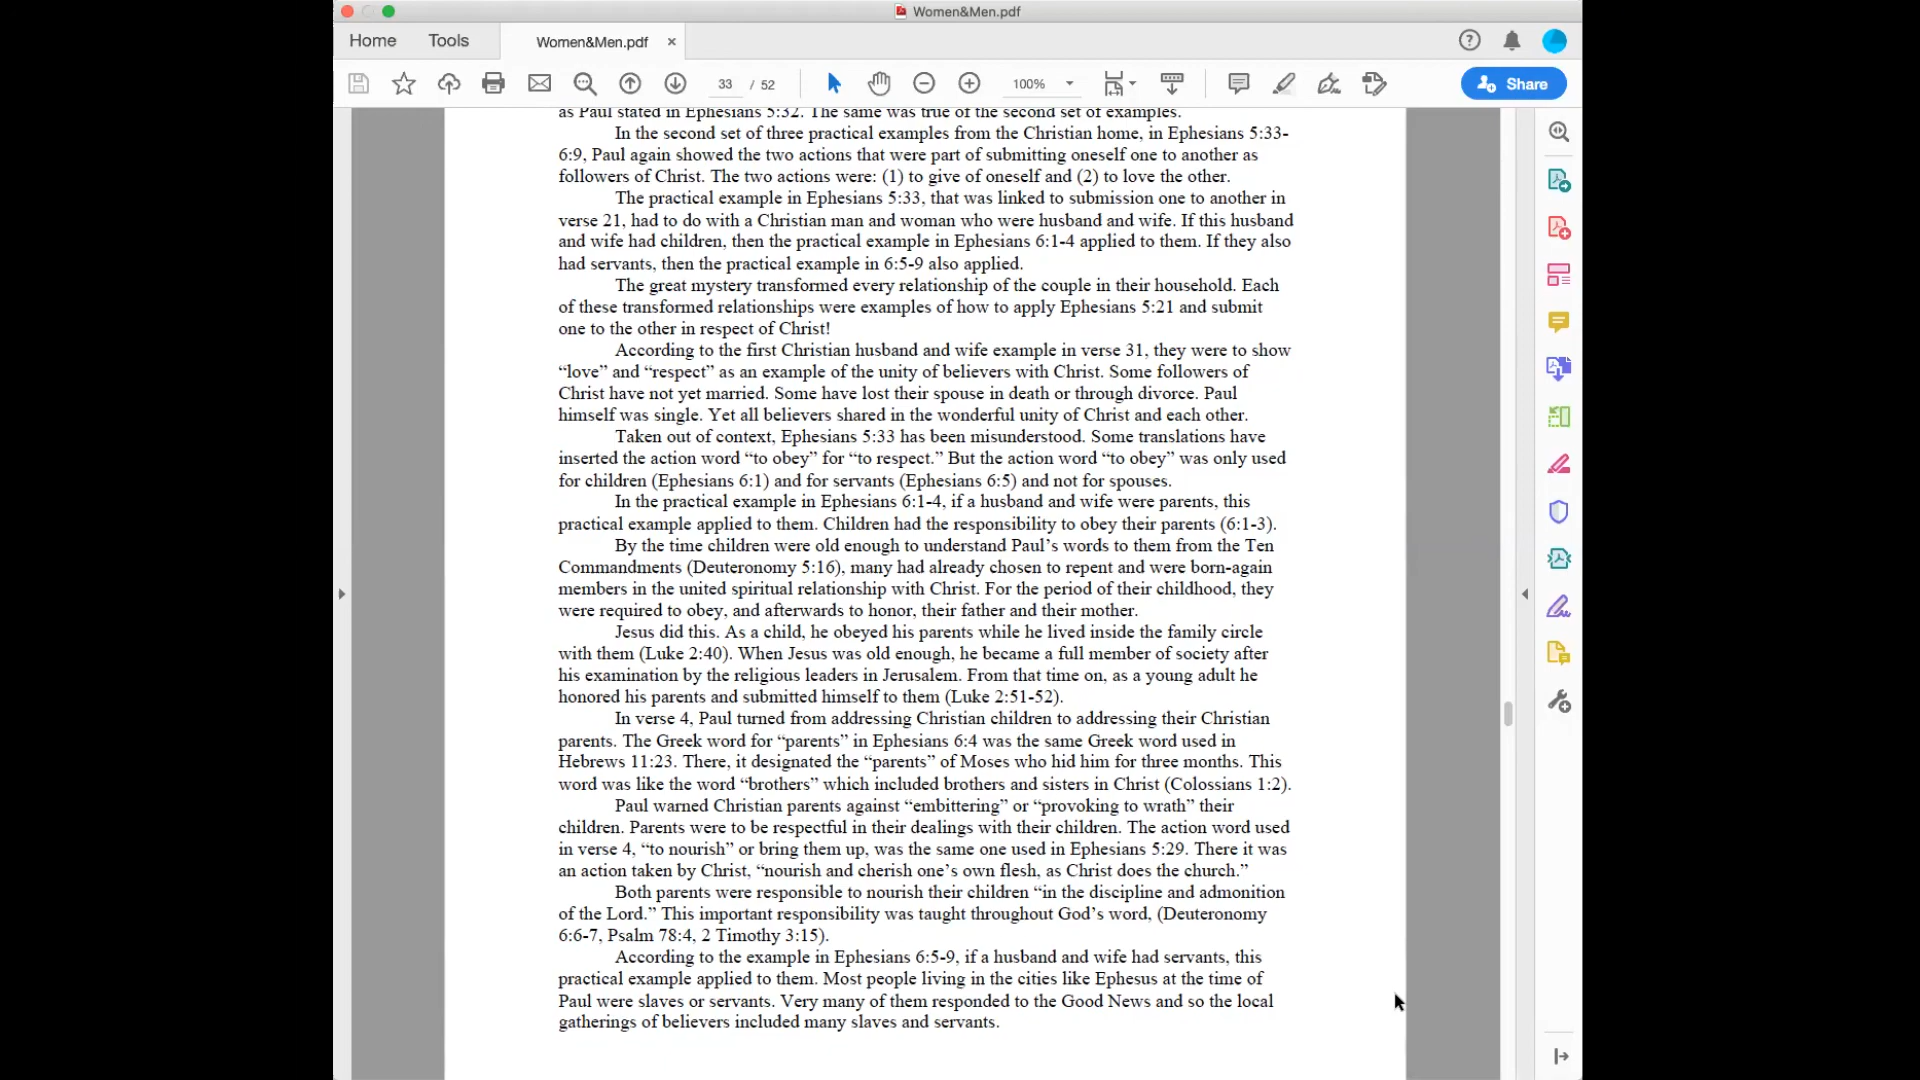 Women&Men.pdf
Home Tools Women&Men.pdf ×
33 / 52 100% Share
as Paul stated in Ephesians 5:32. The same was true of the second set of examples.
In the second set of three practical examples from the Christian home, in Ephesians 5:33-
6:9, Paul again showed the two actions that were part of submitting oneself one to another as
followers of Christ. The two actions were: (1) to give of oneself and (2) to love the other.
The practical example in Ephesians 5:33, that was linked to submission one to another in
verse 21, had to do with a Christian man and woman who were husband and wife. If this husband
and wife had children, then the practical example in Ephesians 6:1-4 applied to them. If they also
had servants, then the practical example in 6:5-9 also applied.
The great mystery transformed every relationship of the couple in their household. Each
of these transformed relationships were examples of how to apply Ephesians 5:21 and submit
one to the other in respect of Christ!
According to the first Christian husband and wife example in verse 31, they were to show
“love” and “respect” as an example of the unity of believers with Christ. Some followers of
Christ have not yet married. Some have lost their spouse in death or through divorce. Paul
himself was single. Yet all believers shared in the wonderful unity of Christ and each other.
Taken out of context, Ephesians 5:33 has been misunderstood. Some translations have
inserted the action word “to obey” for “to respect.” But the action word “to obey” was only used
for children (Ephesians 6:1) and for servants (Ephesians 6:5) and not for spouses.
In the practical example in Ephesians 6:1-4, if a husband and wife were parents, this
practical example applied to them. Children had the responsibility to obey their parents (6:1-3).
By the time children were old enough to understand Paul’s words to them from the Ten
Commandments (Deuteronomy 5:16), many had already chosen to repent and were born-again
members in the united spiritual relationship with Christ. For the period of their childhood, they
were required to obey, and afterwards to honor, their father and their mother.
Jesus did this. As a child, he obeyed his parents while he lived inside the family circle
with them (Luke 2:40). When Jesus was old enough, he became a full member of society after
his examination by the religious leaders in Jerusalem. From that time on, as a young adult he
honored his parents and submitted himself to them (Luke 2:51-52).
In verse 4, Paul turned from addressing Christian children to addressing their Christian
parents. The Greek word for “parents” in Ephesians 6:4 was the same Greek word used in
Hebrews 11:23. There, it designated the “parents” of Moses who hid him for three months. This
word was like the word “brothers” which included brothers and sisters in Christ (Colossians 1:2).
Paul warned Christian parents against “embittering” or “provoking to wrath” their
children. Parents were to be respectful in their dealings with their children. The action word used
in verse 4, “to nourish” or bring them up, was the same one used in Ephesians 5:29. There it was
an action taken by Christ, “nourish and cherish one’s own flesh, as Christ does the church.”
Both parents were responsible to nourish their children “in the discipline and admonition
of the Lord.” This important responsibility was taught throughout God’s word, (Deuteronomy
6:6-7, Psalm 78:4, 2 Timothy 3:15).
According to the example in Ephesians 6:5-9, if a husband and wife had servants, this
practical example applied to them. Most people living in the cities like Ephesus at the time of
Paul were slaves or servants. Very many of them responded to the Good News and so the local
gatherings of believers included many slaves and servants.